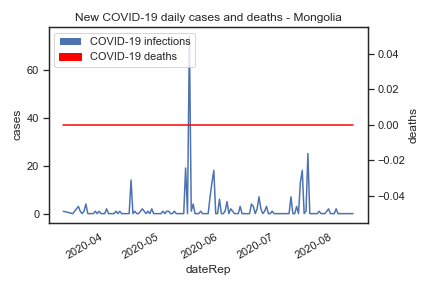 New COVID-19 daily cases and deaths - Mongolia
COVID-19 infections
COVID-19 deaths
60
40
20
0
cases
0.04
0.02
0.00
−0.02
−0.04
deaths
2020-04
2020-05
2020-06
2020-07
2020-08
dateRep